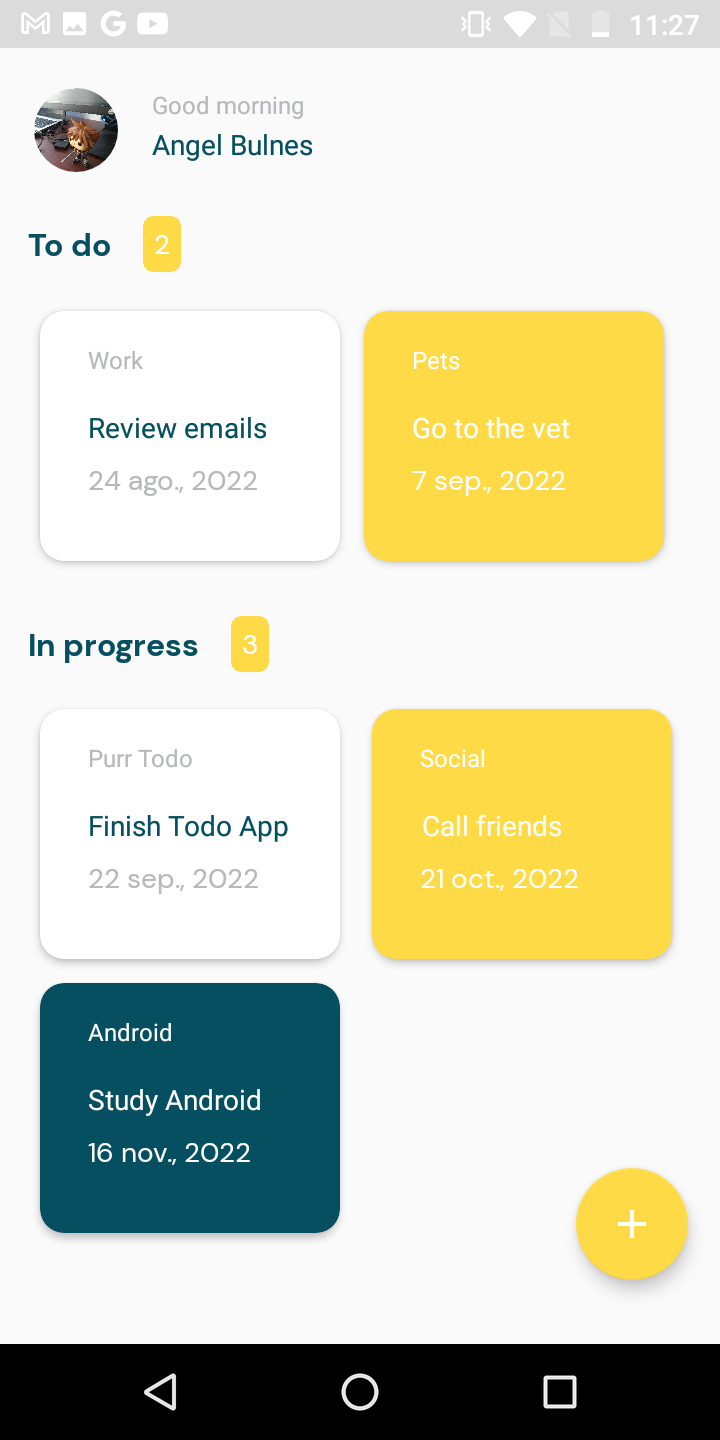 11:27
Good morning
Angel Bulnes
To do 2
Work
Review emails
24 ago., 2022
Pets
Go to the vet
7 sep., 2022
In progress 3
Purr Todo
Finish Todo App
22 sep., 2022
Social
Call friends
21 oct., 2022
Android
Study Android
16 nov., 2022
+